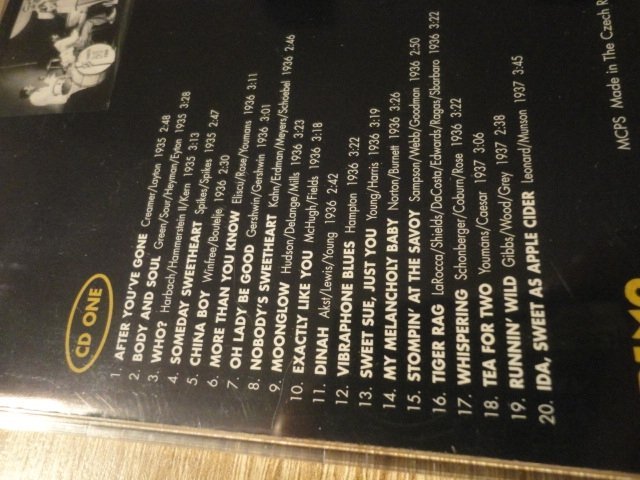 CD ONE
1. AFTER YOU'VE GONE Creamer/Layton 1935 2:48
2. BODY AND SOUL Green/Sour/Heyman/Eyton 1935 3:28
3. WHO? Harbach/Hammerstein II/Kern 1935 3:13
4. SOMEDAY SWEETHEART Spikes/Spikes 1935 2:47
5. CHINA BOY Winfree/Boutelje 1936 2:30
6. MORE THAN YOU KNOW Eliscu/Rose/Youmans 1936 3:11
7. OH LADY BE GOOD Gershwin/Gershwin 1936 3:01
8. NOBODY'S SWEETHEART Kahn/Erdman/Meyers/Schoebel 1936 2:46
9. MOONGLOW Hudson/DeLange/Mills 1936 3:23
10. EXACTLY LIKE YOU McHugh/Fields 1936 3:18
11. DINAH Akst/Lewis/Young 1936 2:42
12. VIBRAPHONE BLUES Hampton 1936 3:22
13. SWEET SUE, JUST YOU Young/Harris 1936 3:19
14. MY MELANCHOLY BABY Norton/Burnett 1936 3:26
15. STOMPIN' AT THE SAVOY Sampson/Webb/Goodman 1936 2:50
16. TIGER RAG LaRocca/Shields/DaCosta/Edwards/Ragas/Sbarbaro 1936 3:22
17. WHISPERING Schonberger/Coburn/Rose 1936 3:22
18. TEA FOR TWO Youmans/Caesar 1937 3:06
19. RUNNIN' WILD Gibbs/Wood/Grey 1937 2:38
20. IDA, SWEET AS APPLE CIDER Leonard/Munson 1937 3:45
MCPS Made in The Czech R